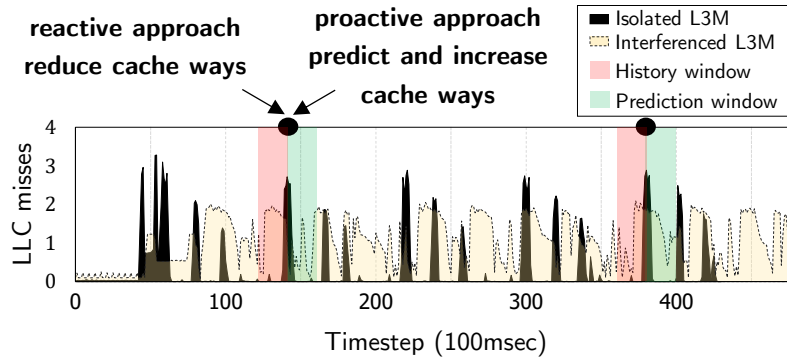 reactive approach
reduce cache ways
proactive approach
predict and increase
cache ways
Isolated L3M
Interferenced L3M
History window
Prediction window
LLC misses
4
3
2
1
0
0 100 200 300 400
Timestep (100msec)